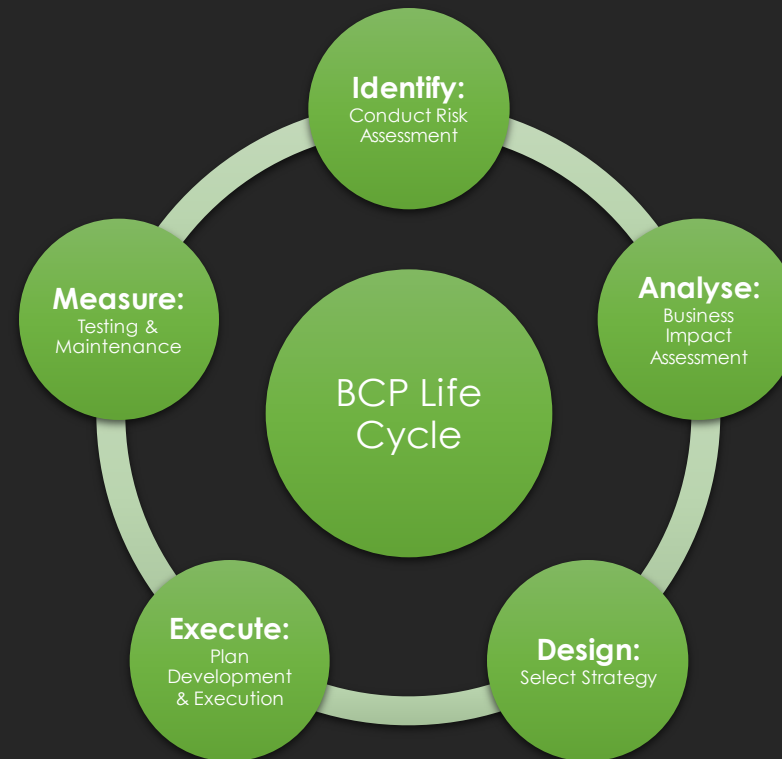 Identify:
Conduct Risk
Assessment
Analyse:
Business
Impact
Assessment
Design:
Select Strategy
Execute:
Plan
Development
& Execution
Measure:
Testing &
Maintenance
BCP Life
Cycle